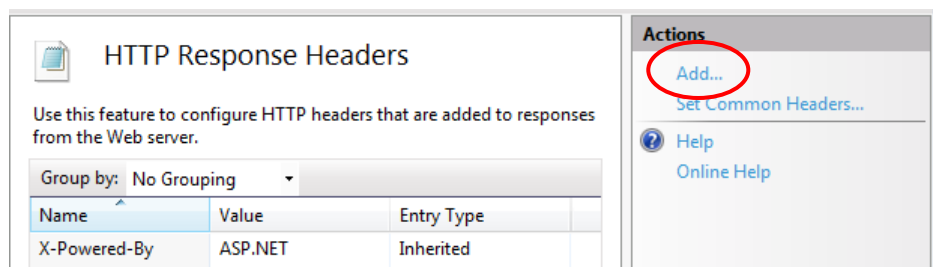 HTTP Response Headers
Use this feature to configure HTTP headers that are added to responses
from the Web server.
Group by: No Grouping
Name Value Entry Type
X-Powered-By ASP.NET Inherited
Actions
Add...
Set Common Headers...
Help
Online Help